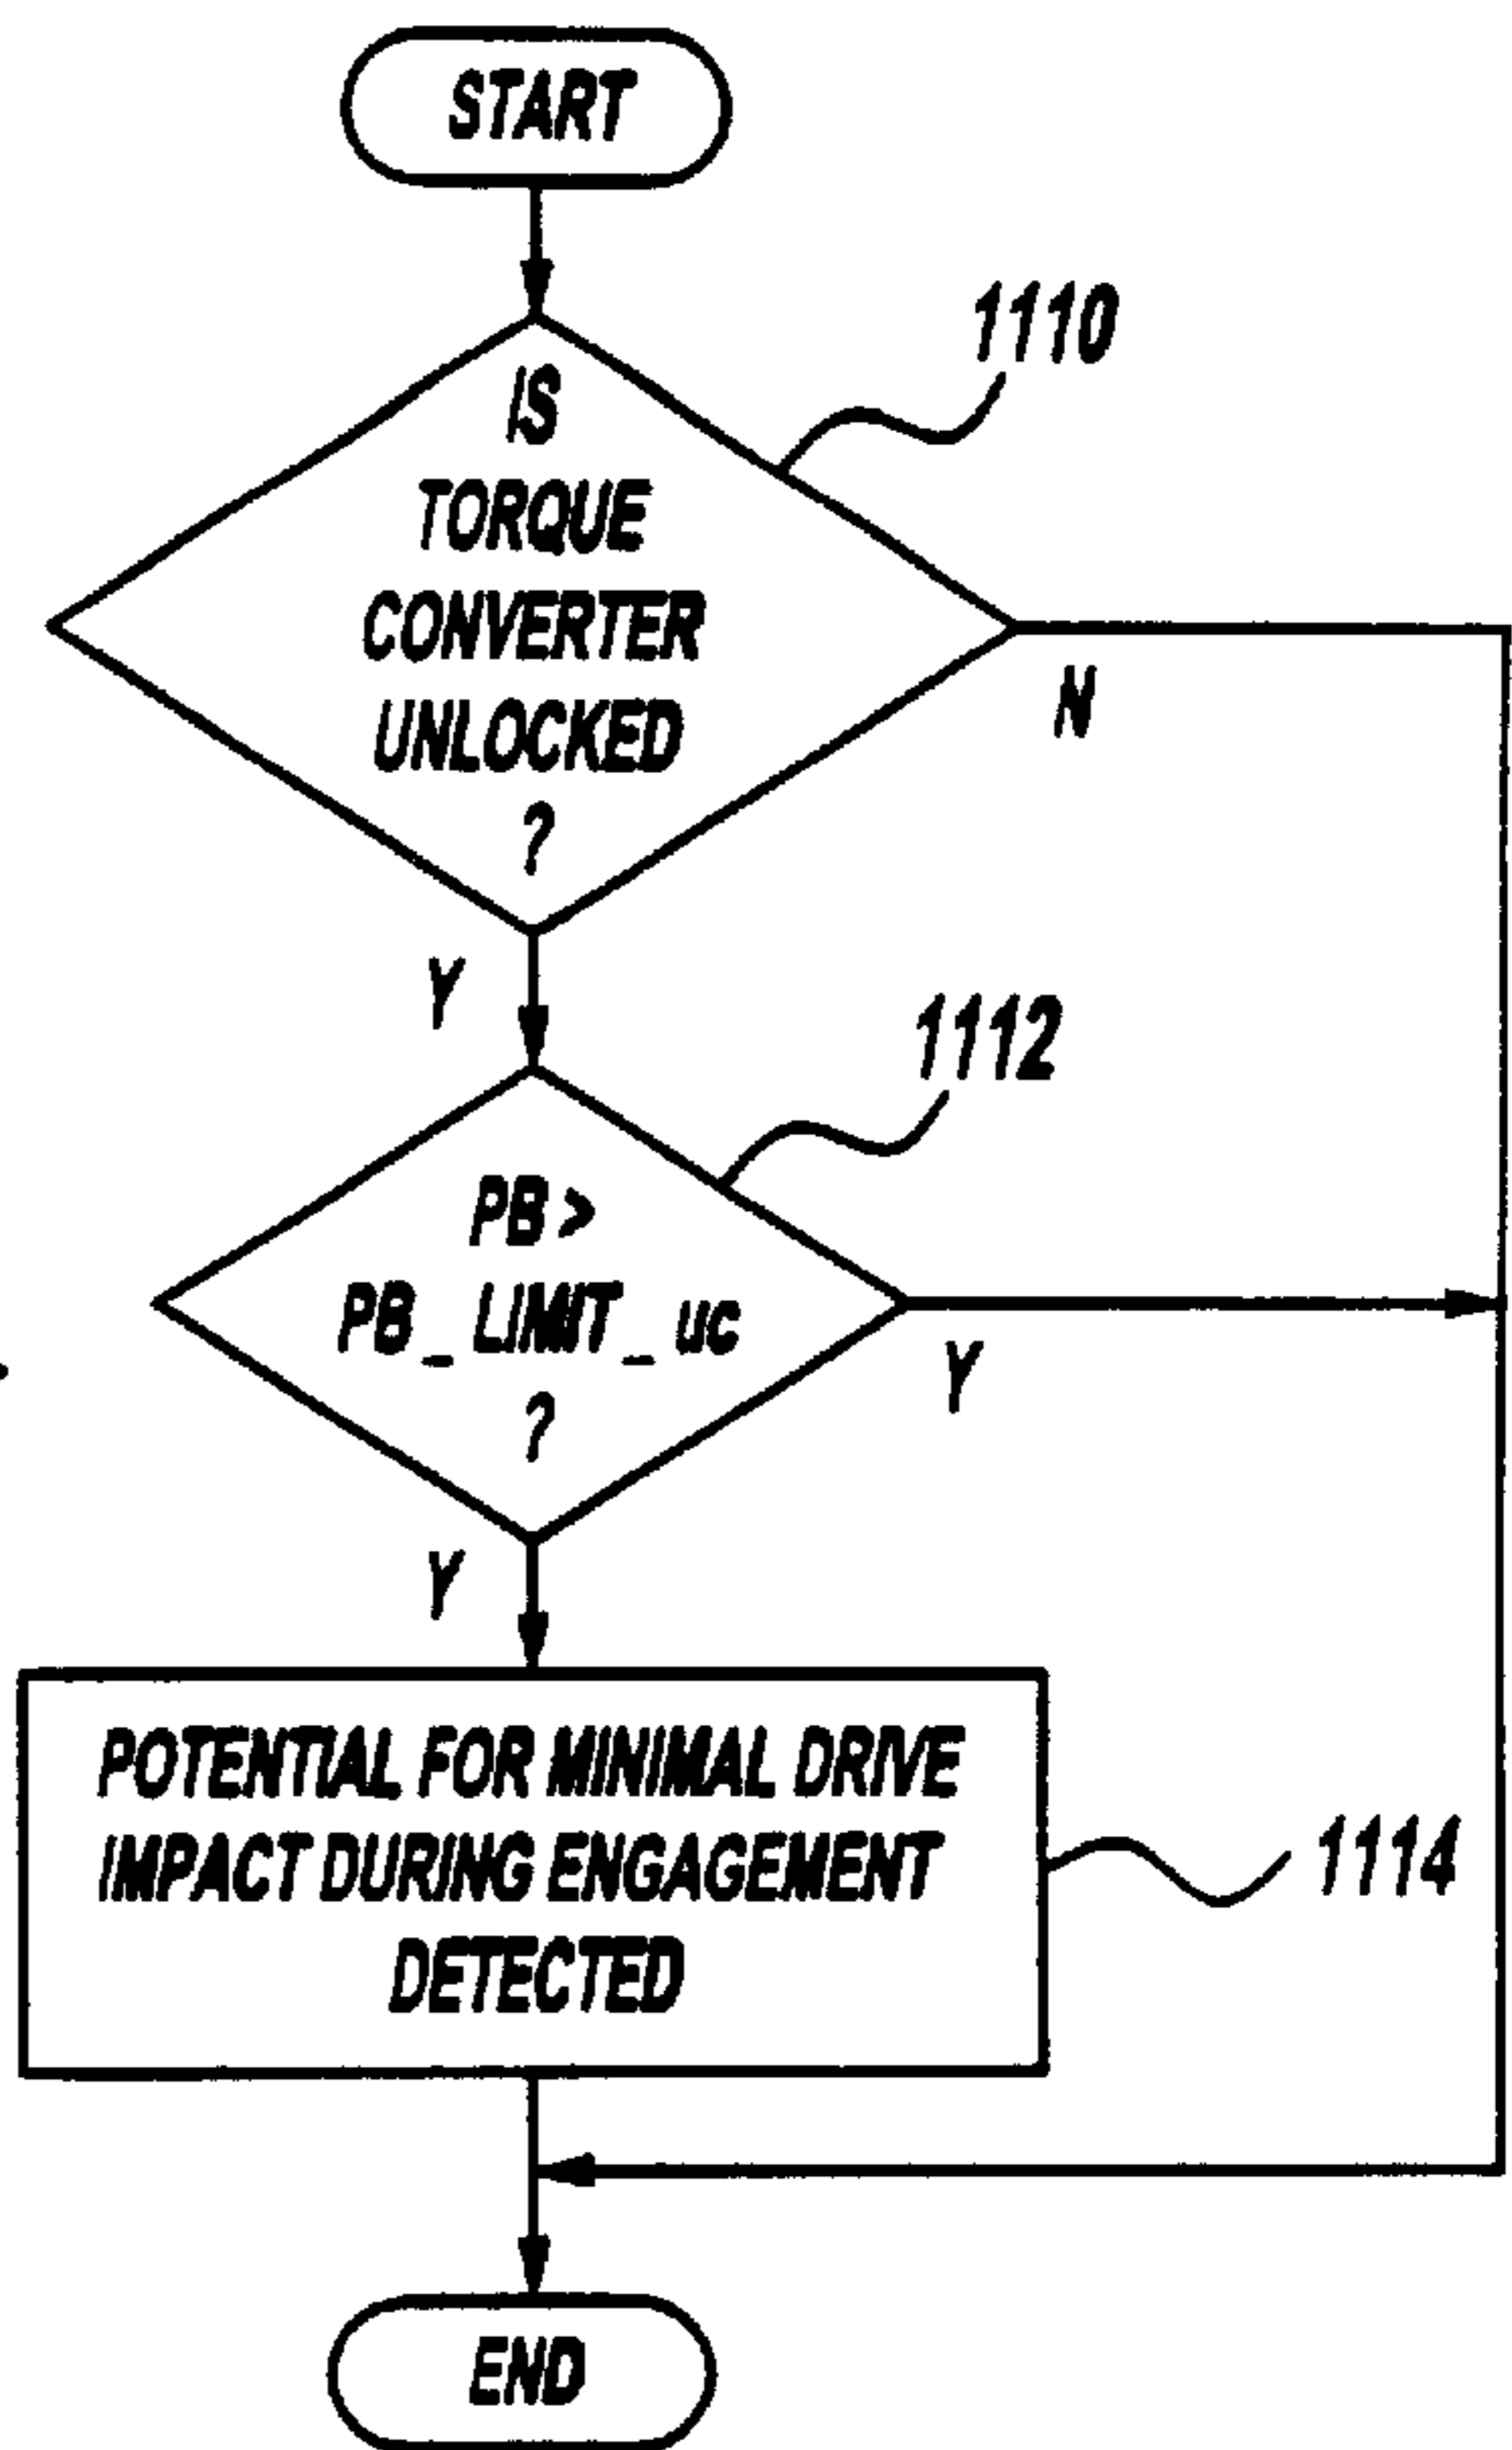 START
1110
IS
TORQUE
CONVERTER
UNLOCKED
?
N
Y
1112
PB>
PB_LIMIT_uc
?
Y
Y
POTENTIAL FOR MINIMAL DRIVE
IMPACT DURING ENGAGEMENT
DETECTED
1114
END